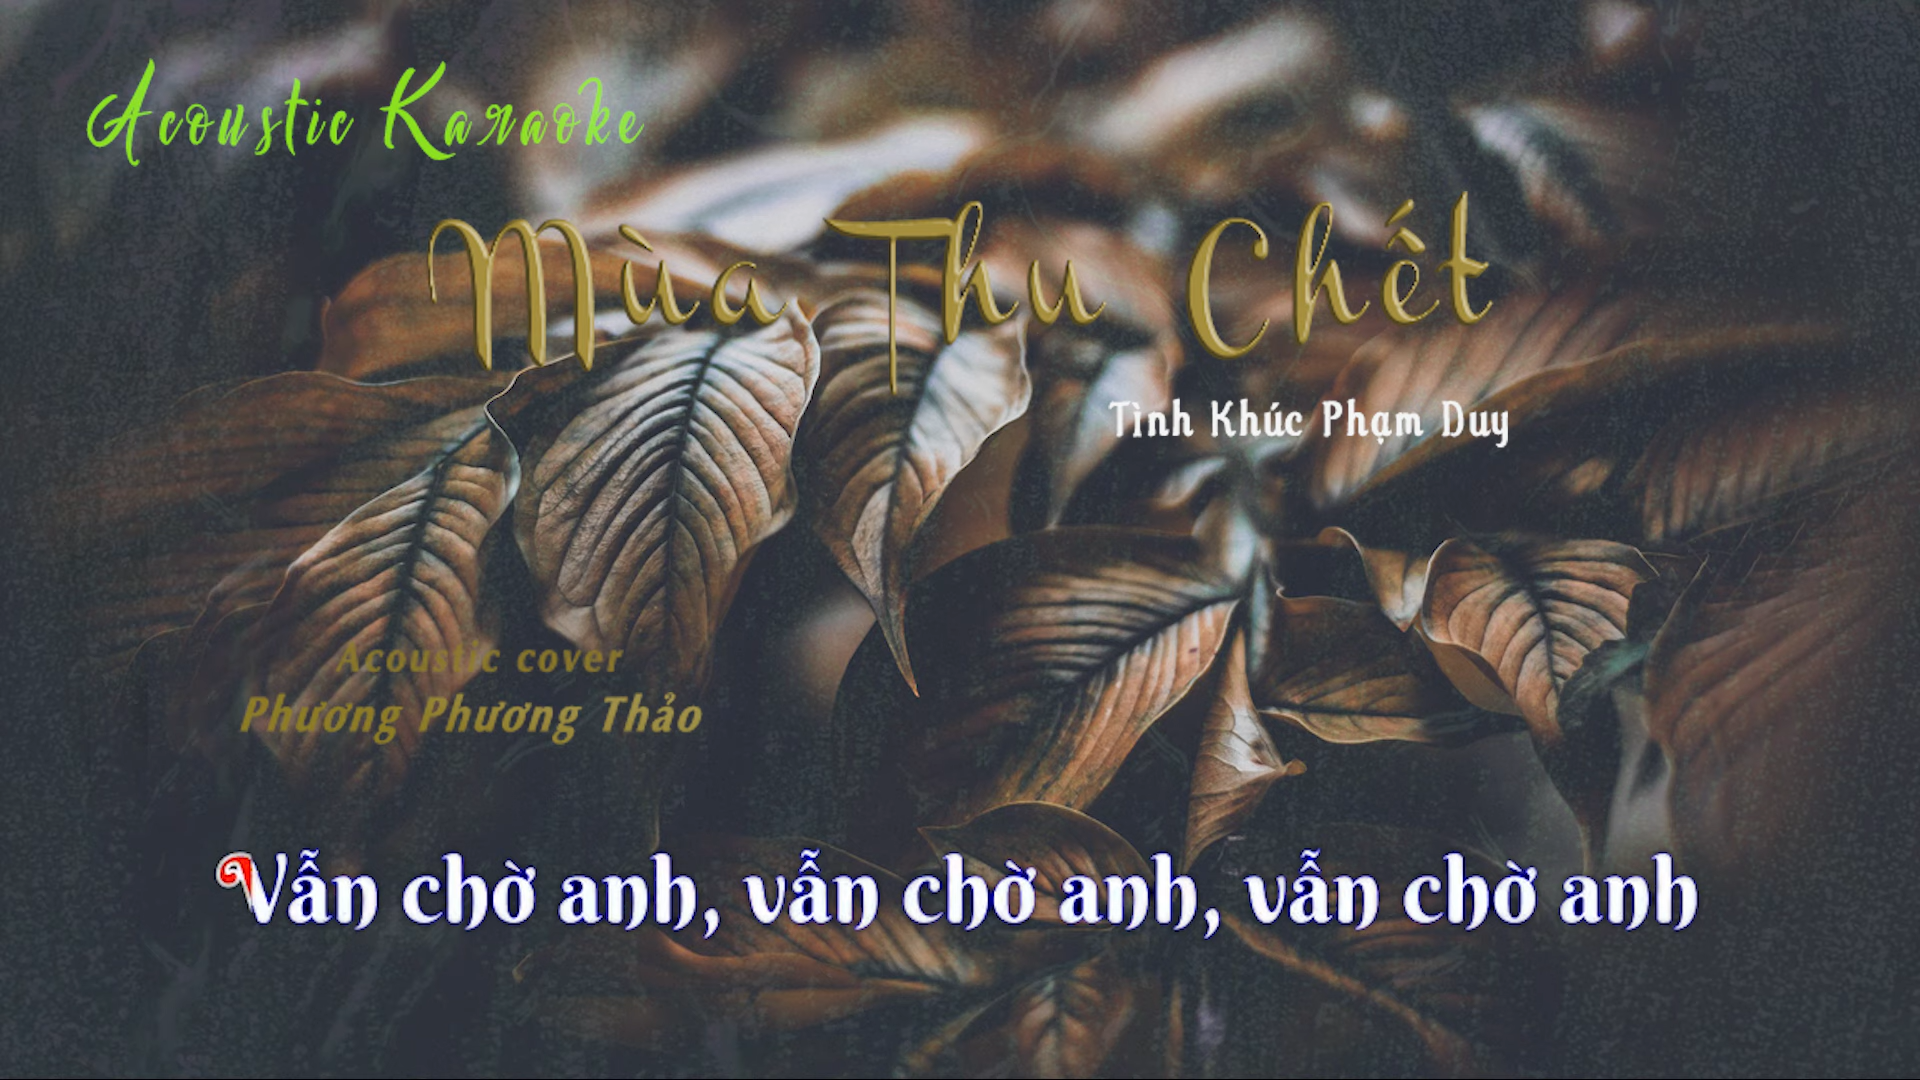 Acoustic Karaoke
Mùa Thu Chết
Tình Khúc Phạm Duy
Acoustic cover
Phương Phương Thảo
Vẫn chờ anh, vẫn chờ anh, vẫn chờ anh